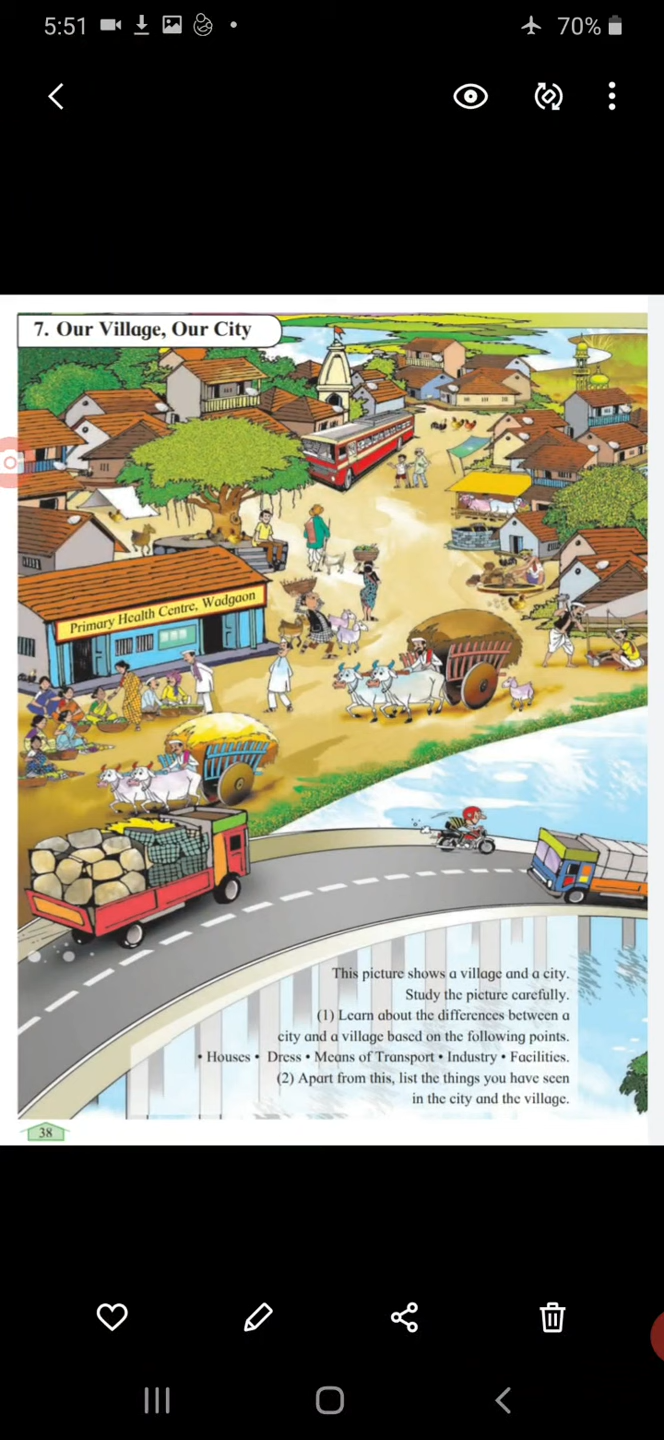 5:51
70%
7. Our Village, Our City
Primary Health Centre, Wadgaon
This picture shows a village and a city.
Study the picture carefully.
(1) Learn about the differences between a
city and a village based on the following points.
• Houses • Dress • Means of Transport • Industry • Facilities.
(2) Apart from this, list the things you have seen
in the city and the village.
38